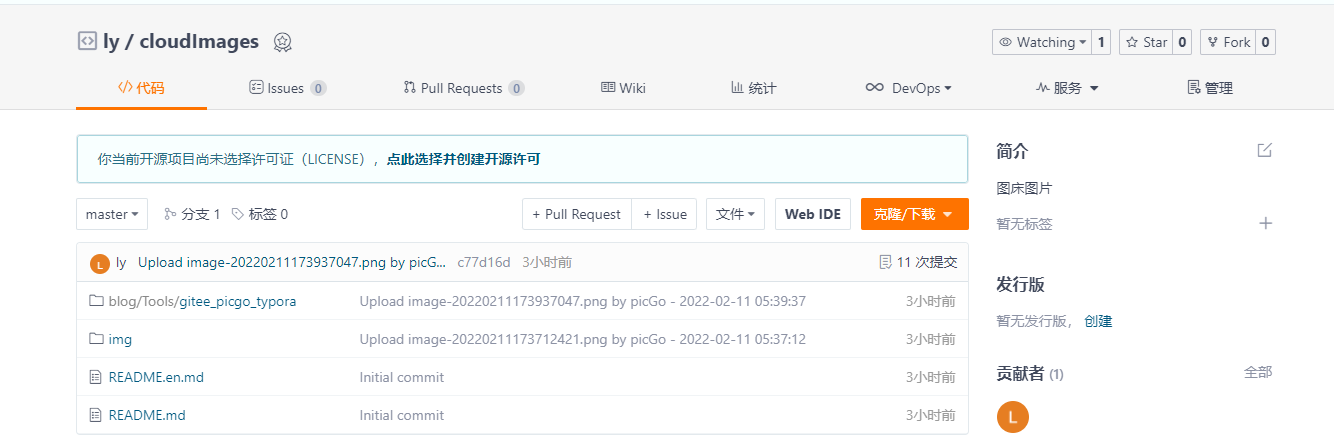 ly / cloudImages
Watching 1 Star 0 Fork 0
代码 Issues 0 Pull Requests 0 Wiki 统计 DevOps 服务 管理
你当前开源项目尚未选择许可证（LICENSE），点此选择并创建开源许可
master 分支 1 标签 0 + Pull Request + Issue 文件 Web IDE 克隆/下载
L ly Upload image-20220211173937047.png by picG... c77d16d 3小时前 11 次提交
blog/Tools/gitee_picgo_typora Upload image-20220211173937047.png by picGo - 2022-02-11 05:39:37 3小时前
img Upload image-20220211173712421.png by picGo - 2022-02-11 05:37:12 3小时前
README.en.md Initial commit 3小时前
README.md Initial commit 3小时前
简介
图床图片
暂无标签
发行版
暂无发行版，创建
贡献者 (1) 全部
L